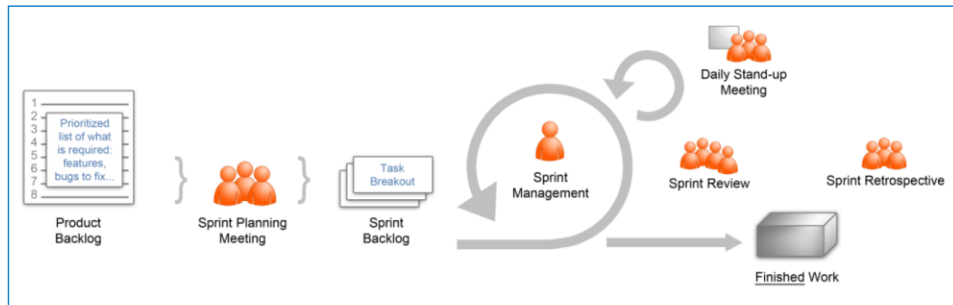 1
2
3
4
5
6
7
8
Prioritized
list of what
is required:
features,
bugs to fix...
Product
Backlog
Sprint Planning
Meeting
Task
Breakout
Sprint
Backlog
Sprint
Management
Daily Stand-up
Meeting
Sprint Review
Sprint Retrospective
Finished Work